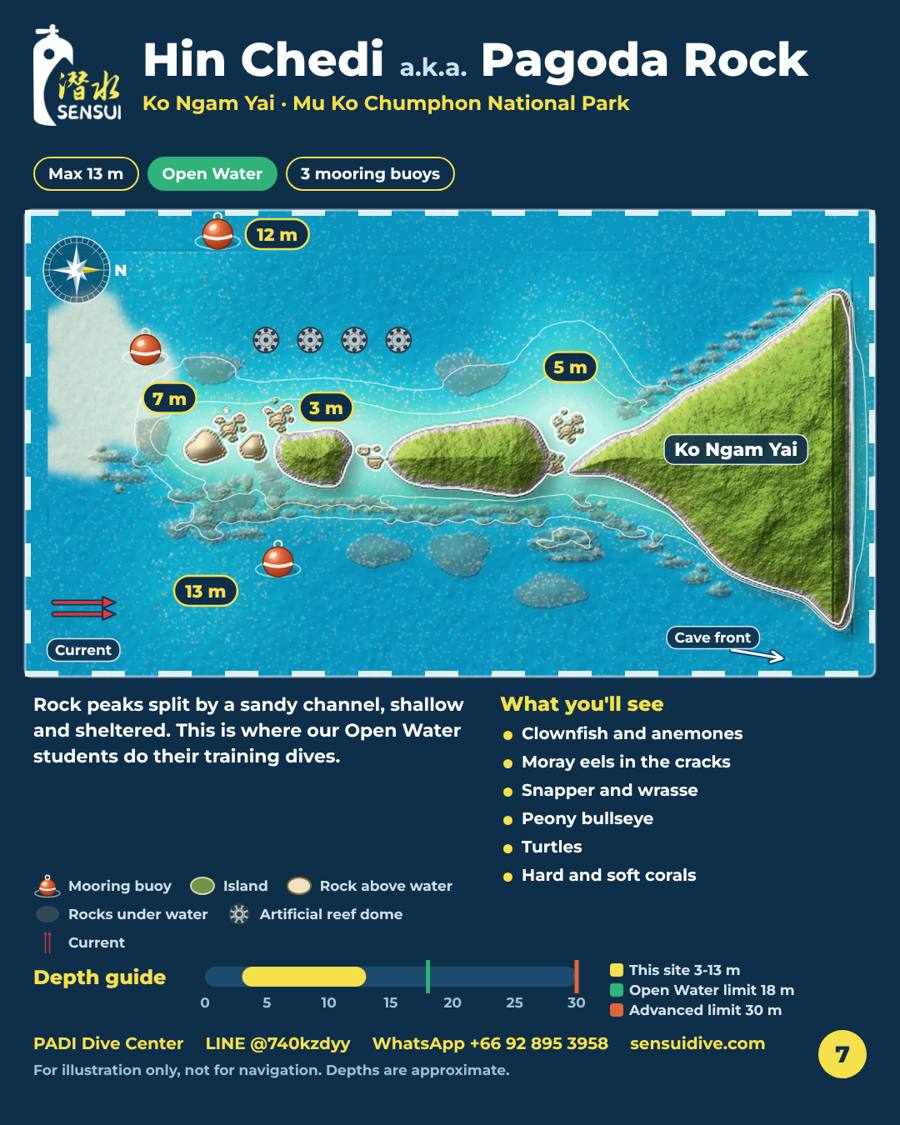 潜水
SENSUI
Hin Chedi a.k.a. Pagoda Rock
Ko Ngam Yai · Mu Ko Chumphon National Park
Max 13 m
Open Water
3 mooring buoys
12 m
N
5 m
7 m
3 m
Ko Ngam Yai
13 m
Cave front
Current
Rock peaks split by a sandy channel, shallow
and sheltered. This is where our Open Water
students do their training dives.
What you'll see
Clownfish and anemones
Moray eels in the cracks
Snapper and wrasse
Peony bullseye
Turtles
Hard and soft corals
Mooring buoy Island Rock above water
Rocks under water Artificial reef dome
Current
Depth guide
0 5 10 15 20 25 30
This site 3-13 m
Open Water limit 18 m
Advanced limit 30 m
PADI Dive Center LINE @740kzdyy WhatsApp +66 92 895 3958 sensuidive.com
For illustration only, not for navigation. Depths are approximate.
7